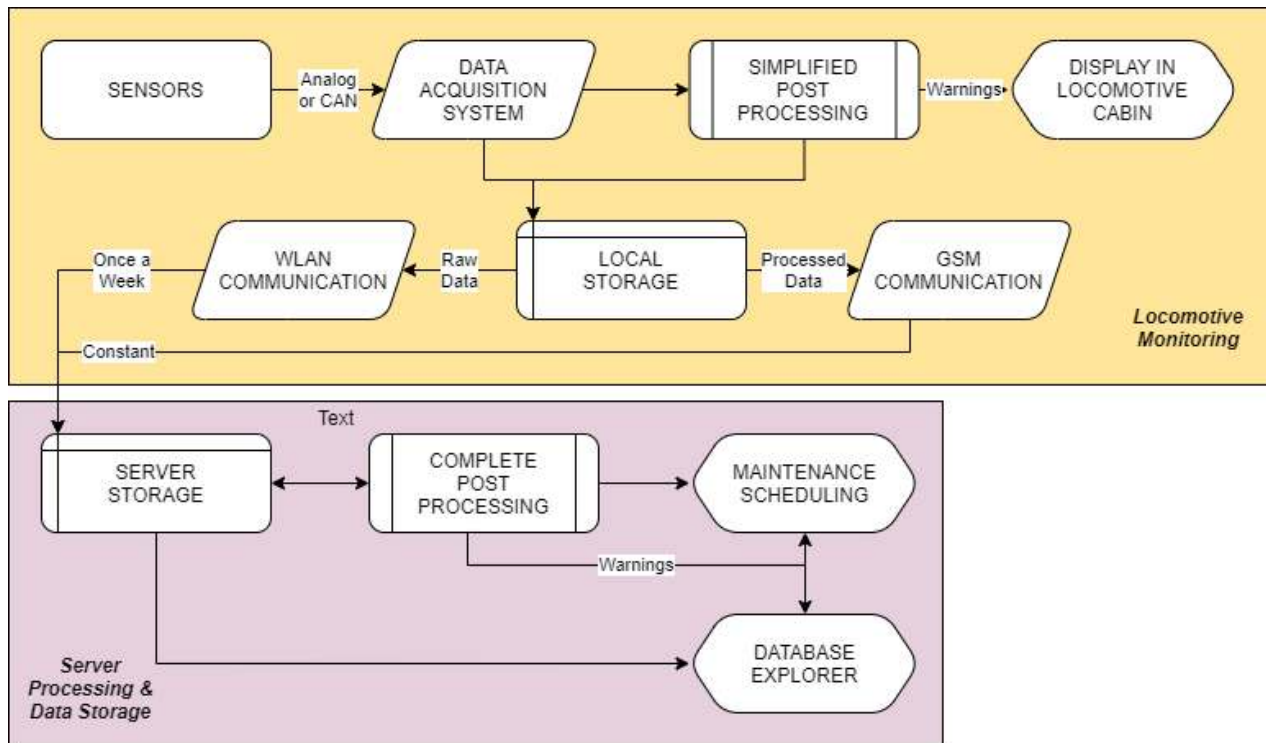 SENSORS
Analog
or CAN
DATA
ACQUISITION
SYSTEM
SIMPLIFIED
POST
PROCESSING
Warnings
DISPLAY IN
LOCOMOTIVE
CABIN
Once a
Week
WLAN
COMMUNICATION
Raw
Data
LOCAL
STORAGE
Processed
Data
GSM
COMMUNICATION
Locomotive
Monitoring
Constant
Text
SERVER
STORAGE
COMPLETE
POST
PROCESSING
MAINTENANCE
SCHEDULING
Warnings
DATABASE
EXPLORER
Server
Processing &
Data Storage